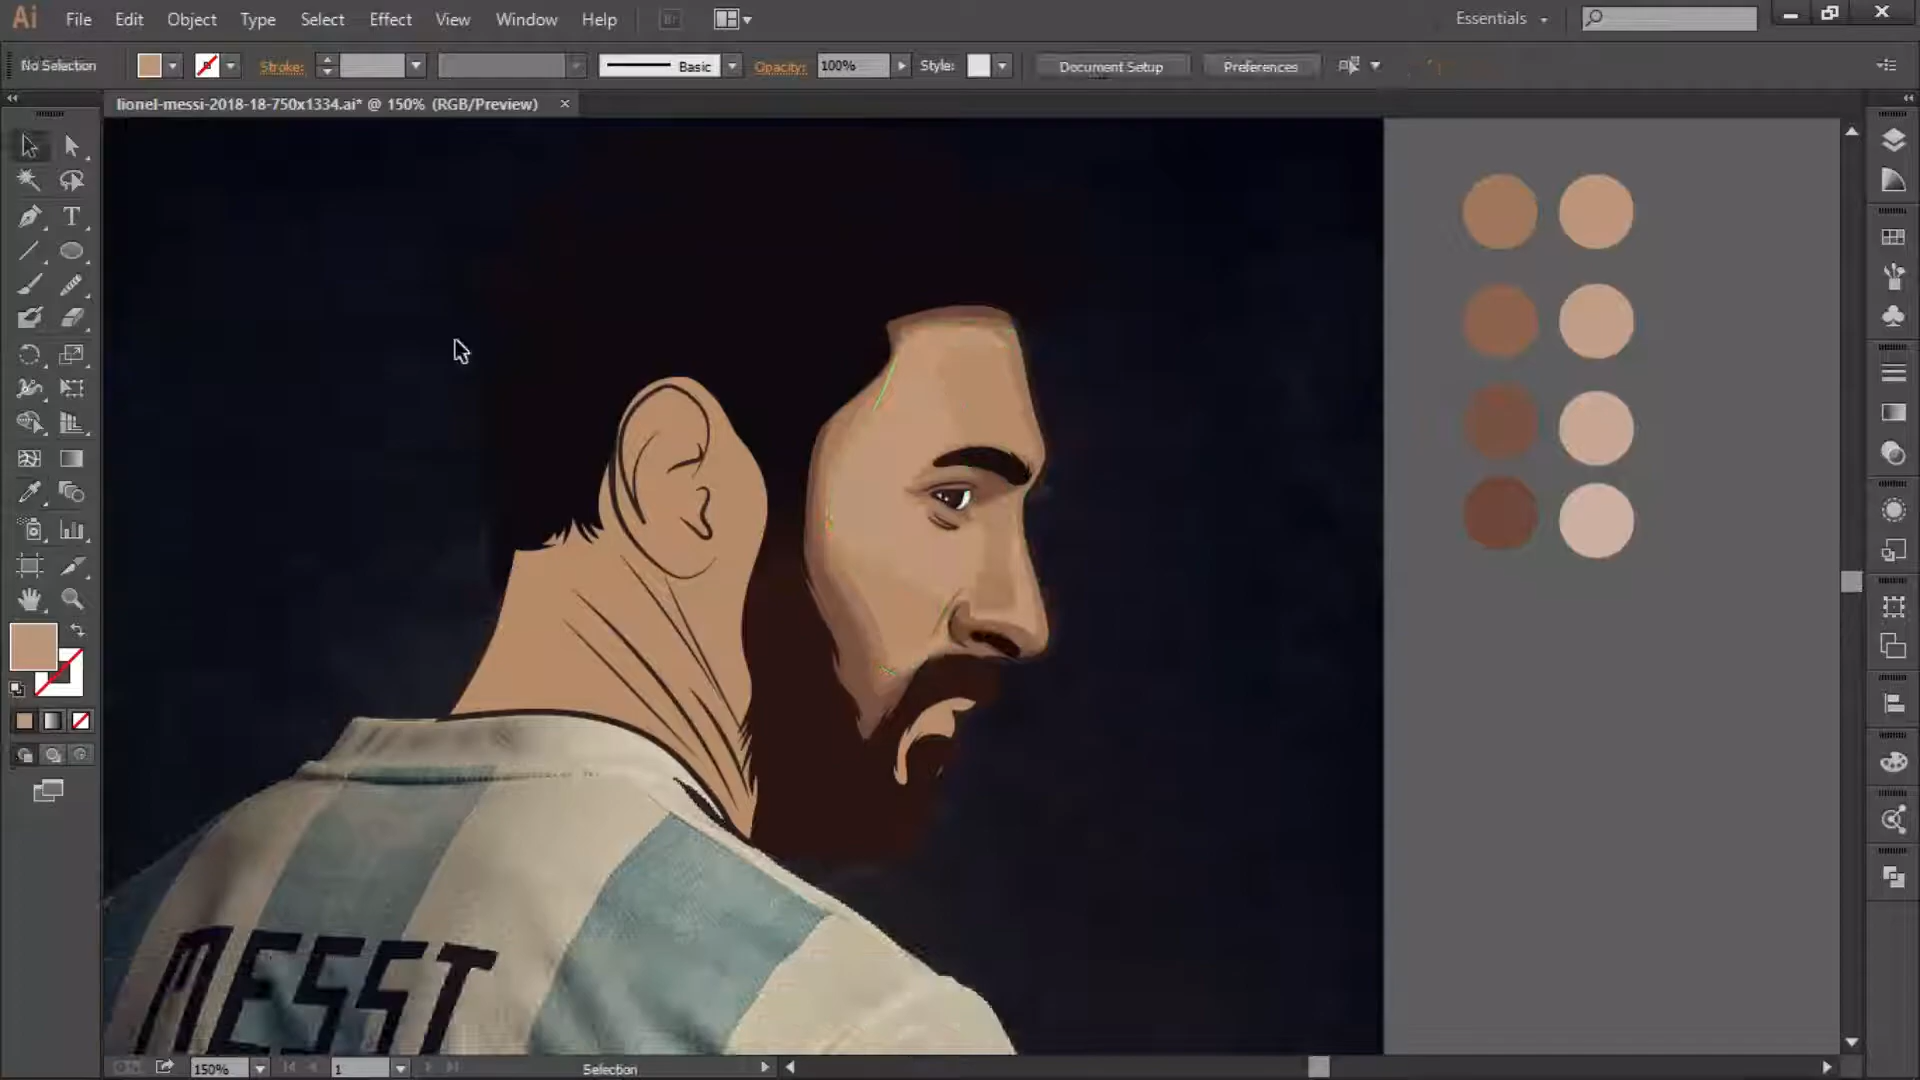 Ai File Edit Object Type Select Effect View Window Help Br Essentials
No Selection Stroke: Basic Opacity: 100% Style: Document Setup Preferences
lionel-messi-2018-18-750x1334.ai* @ 150% (RGB/Preview)
T
MESSI
150% 1 Selection